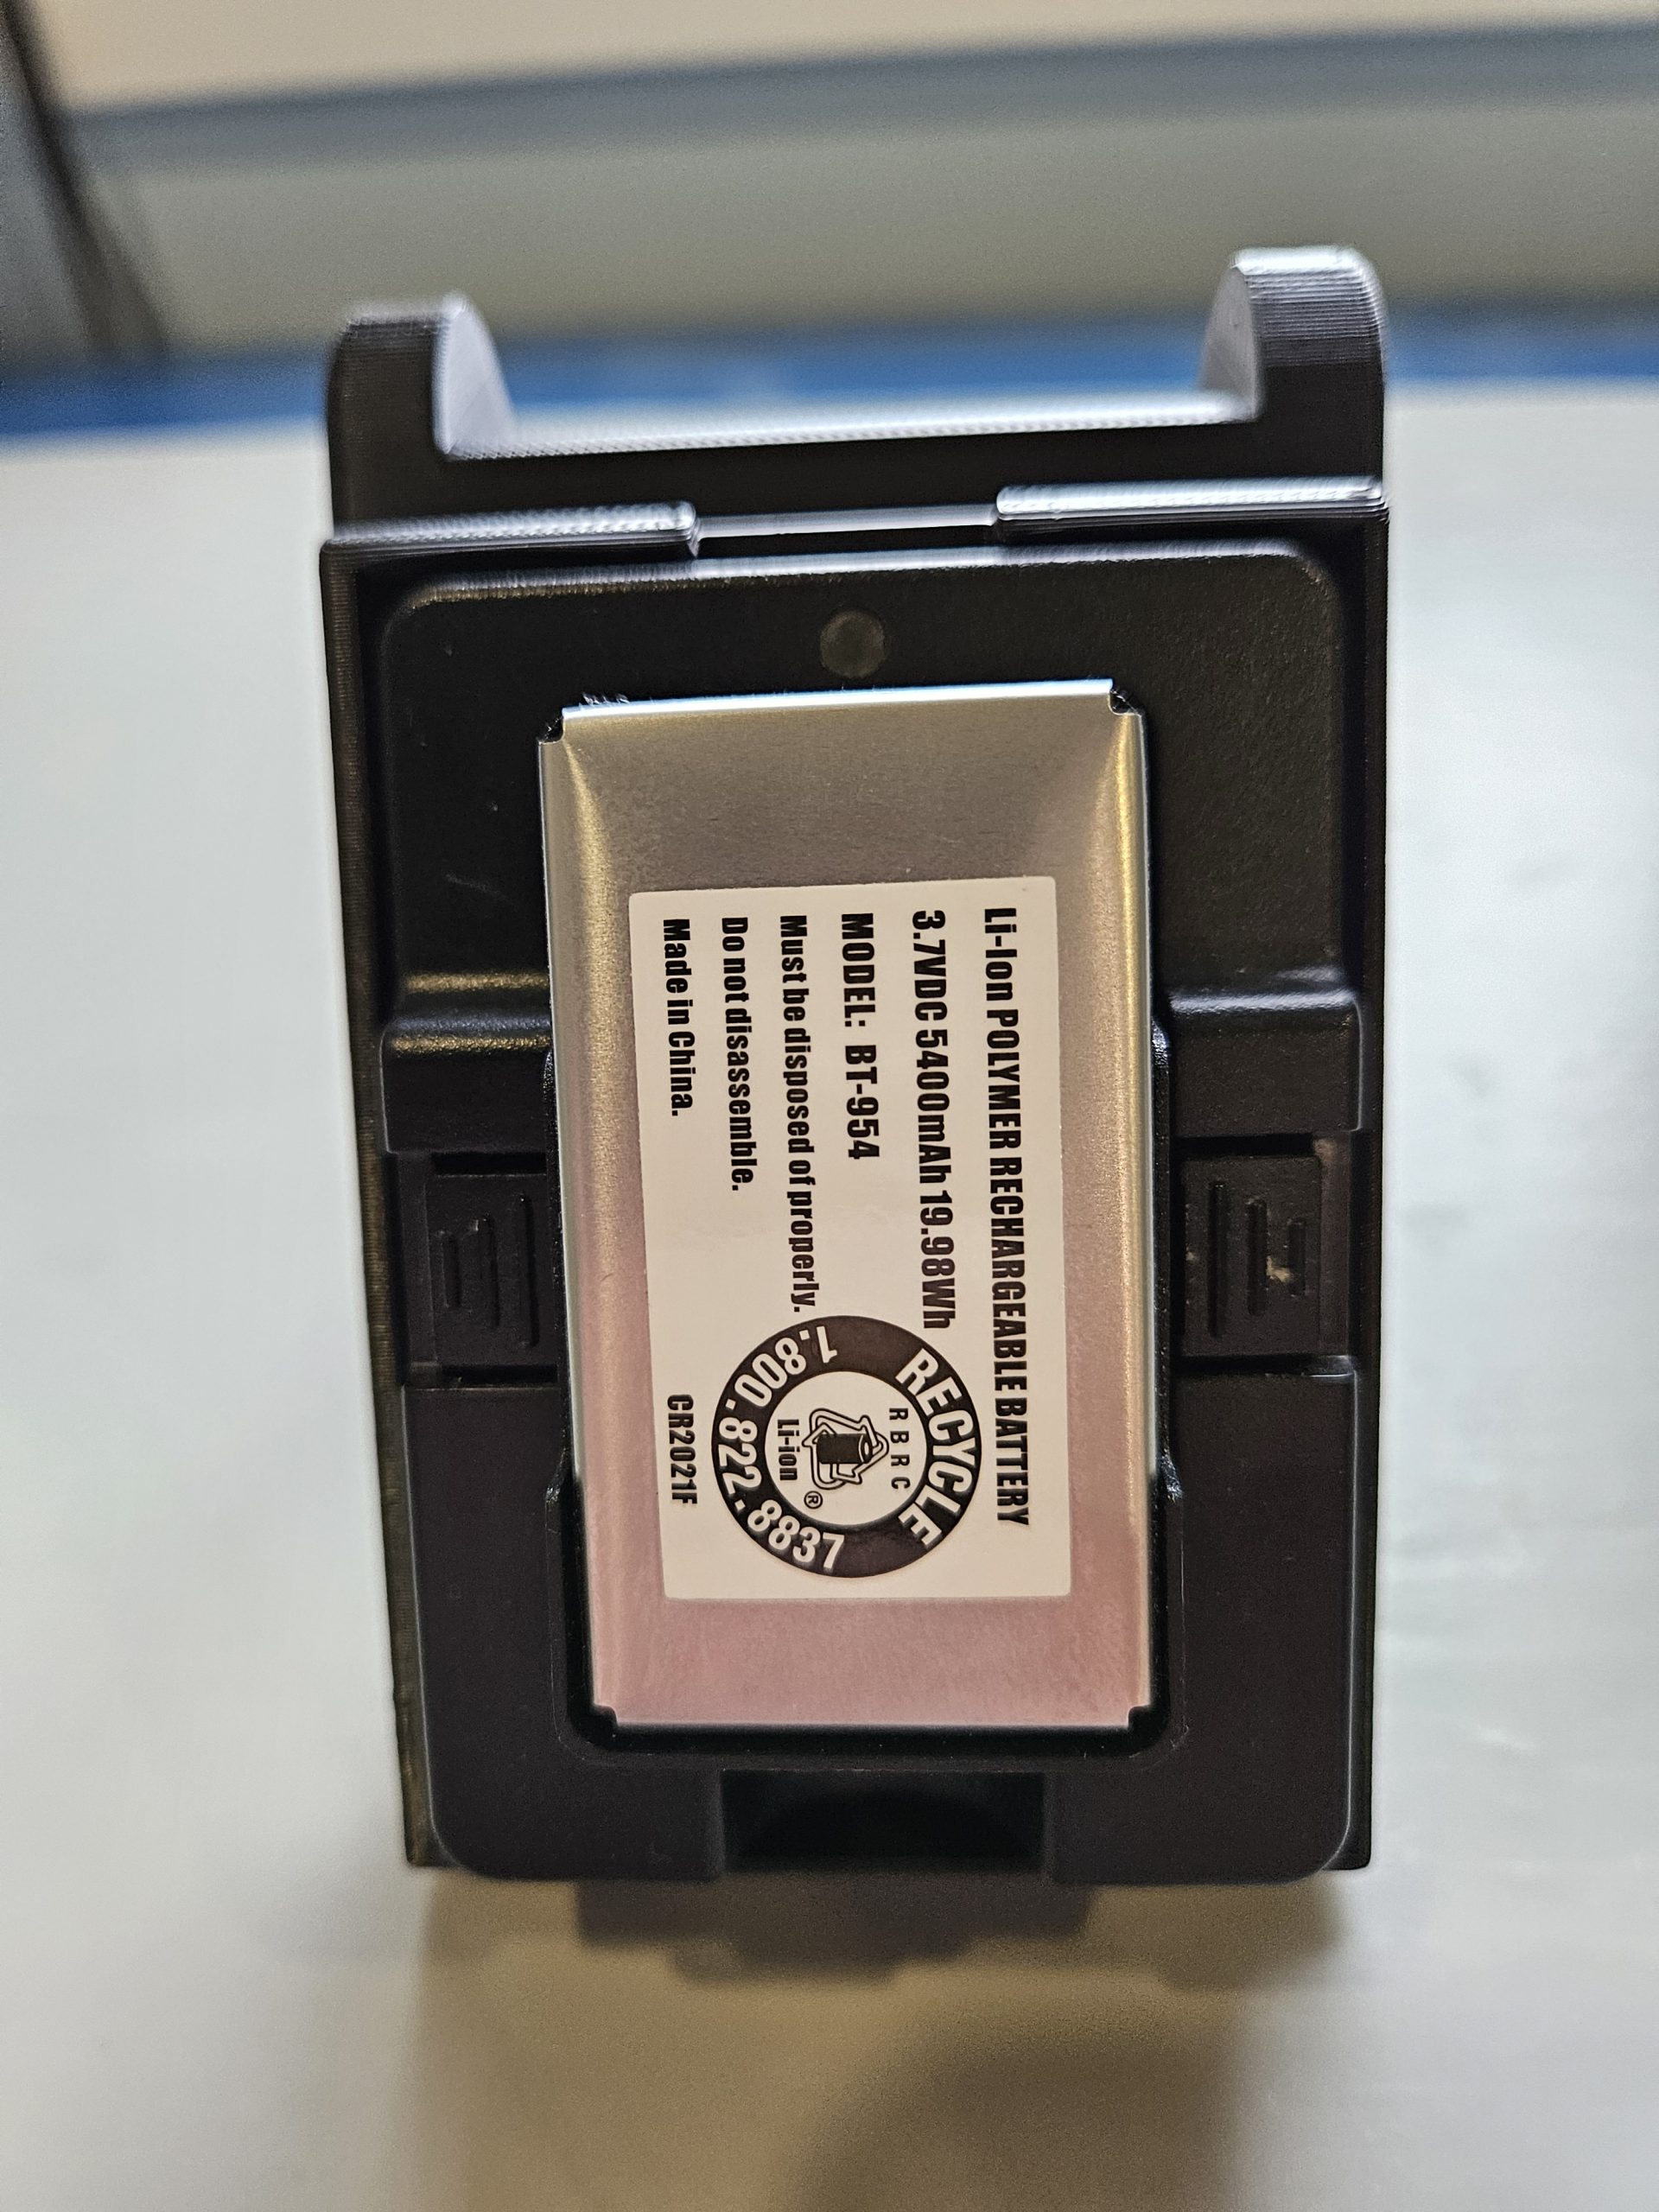 Li-Ion POLYMER RECHARGEABLE BATTERY
3.7VDC 5400mAh 19.98Wh
MODEL: BT-954
Must be disposed of properly.
Do not disassemble.
Made in China.
RECYCLE
RBRC
Li-ion
®
1.800.822.8837
CR2021F